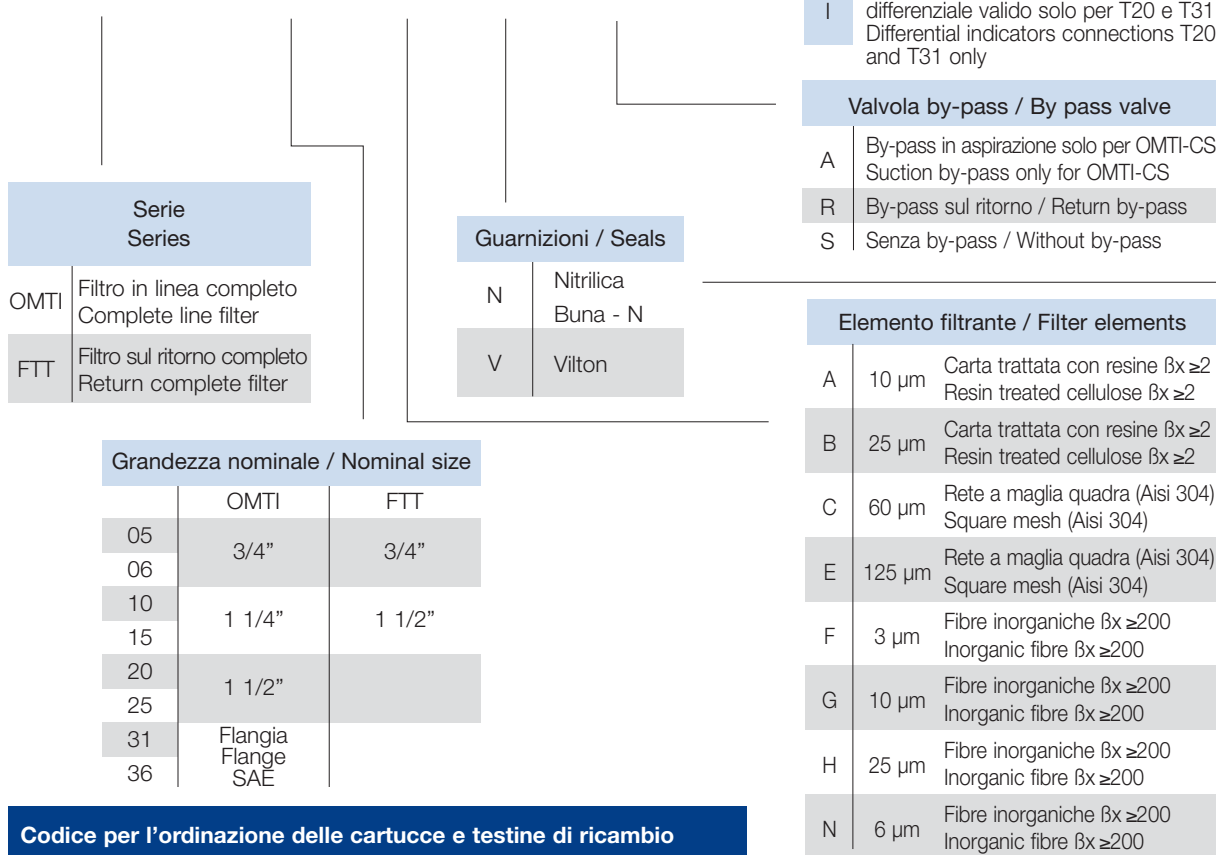 I
differenziale valido solo per T20 e T31
Differential indicators connections T20
and T31 only
Valvola by-pass / By pass valve
A
By-pass in aspirazione solo per OMTI-CS
Suction by-pass only for OMTI-CS
R By-pass sul ritorno / Return by-pass
S Senza by-pass / Without by-pass
Serie
Series
OMTI
Filtro in linea completo
Complete line filter
FTT
Filtro sul ritorno completo
Return complete filter
Guarnizioni / Seals
N
Nitrilica
Buna - N
V Vilton
Elemento filtrante / Filter elements
A 10 µm
Carta trattata con resine ßx ≥2
Resin treated cellulose ßx ≥2
B 25 µm
Carta trattata con resine ßx ≥2
Resin treated cellulose ßx ≥2
C 60 µm
Rete a maglia quadra (Aisi 304)
Square mesh (Aisi 304)
E 125 µm
Rete a maglia quadra (Aisi 304)
Square mesh (Aisi 304)
F 3 µm
Fibre inorganiche ßx ≥200
Inorganic fibre ßx ≥200
G 10 µm
Fibre inorganiche ßx ≥200
Inorganic fibre ßx ≥200
H 25 µm
Fibre inorganiche ßx ≥200
Inorganic fibre ßx ≥200
N 6 µm
Fibre inorganiche ßx ≥200
Inorganic fibre ßx ≥200
Grandezza nominale / Nominal size
OMTI FTT
05
3/4” 3/4”
06
10
1 1/4” 1 1/2”
15
20
1 1/2”
25
31
Flangia
Flange
SAE
36
Codice per l’ordinazione delle cartucce e testine di ricambio